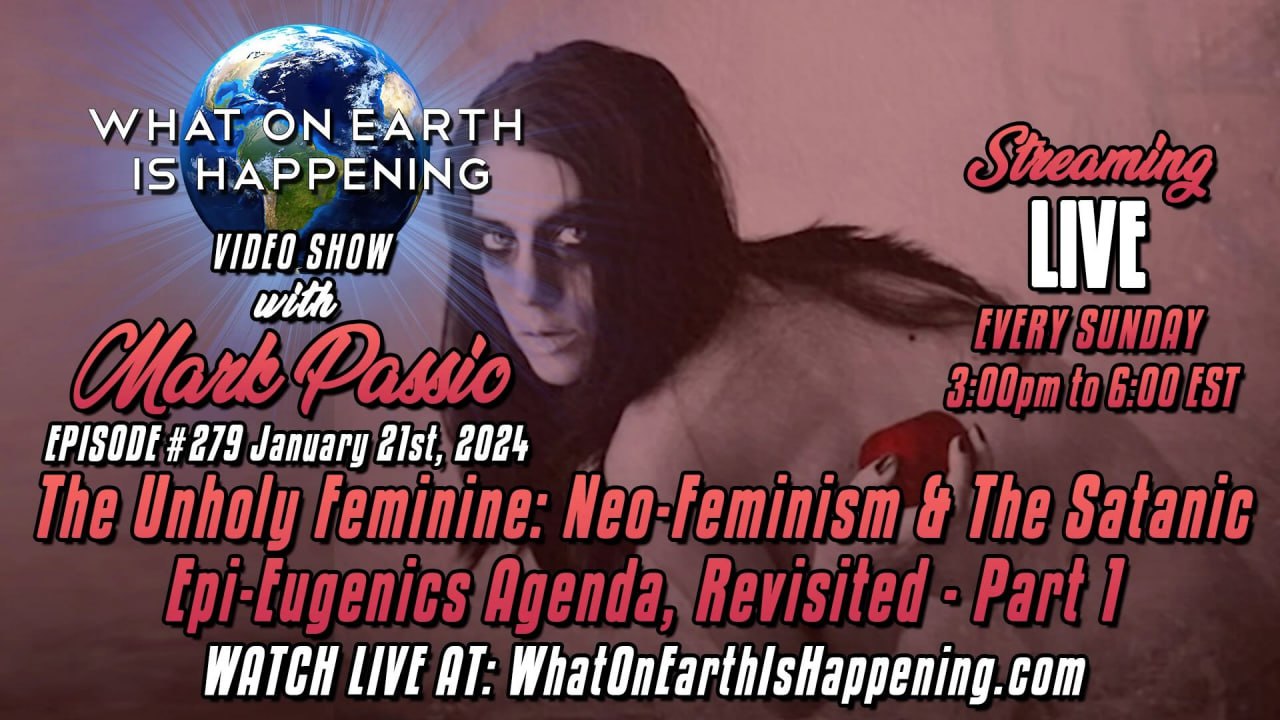 WHAT ON EARTH
IS HAPPENING
VIDEO SHOW
with
Mark Passio
EPISODE #279 January 21st, 2024
Streaming
LIVE
EVERY SUNDAY
3:00pm to 6:00 EST
The Unholy Feminine: Neo-Feminism & The Satanic
Epi-Eugenics Agenda, Revisited - Part 1
WATCH LIVE AT: WhatOnEarthIsHappening.com